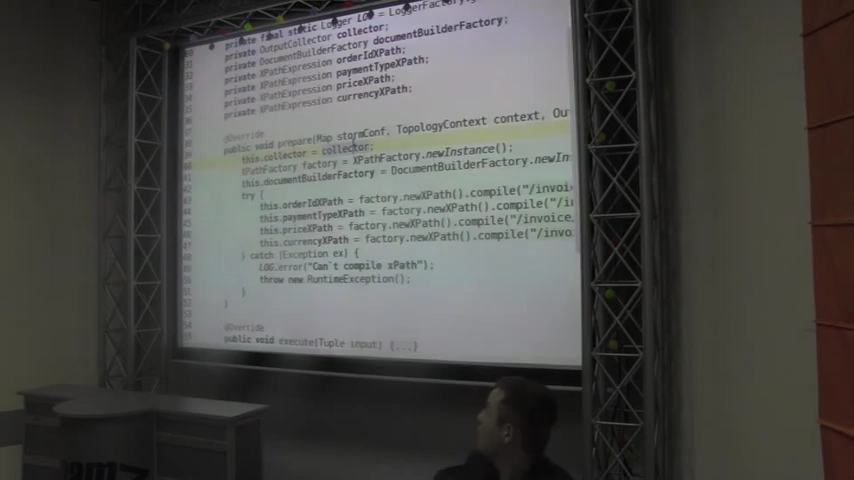 private final static Logger LOG = LoggerFactory.
private OutputCollector collector;
private DocumentBuilderFactory documentBuilderFactory;
private XPathExpression orderIdXPath;
private XPathExpression paymentTypeXPath;
private XPathExpression priceXPath;
private XPathExpression currencyXPath;
@Override
public void prepare(Map stormConf, TopologyContext context, Ou
this.collector = collector;
XPathFactory factory = XPathFactory.newInstance();
this.documentBuilderFactory = DocumentBuilderFactory.newIn
try {
this.orderIdXPath = factory.newXPath().compile("/invoi
this.paymentTypeXPath = factory.newXPath().compile("/i
this.priceXPath = factory.newXPath().compile("/invoice
this.currencyXPath = factory.newXPath().compile("/invo
} catch (Exception ex) {
LOG.error("Can`t compile xPath");
throw new RuntimeException();
}
}
@Override
public void execute(Tuple input) {...}